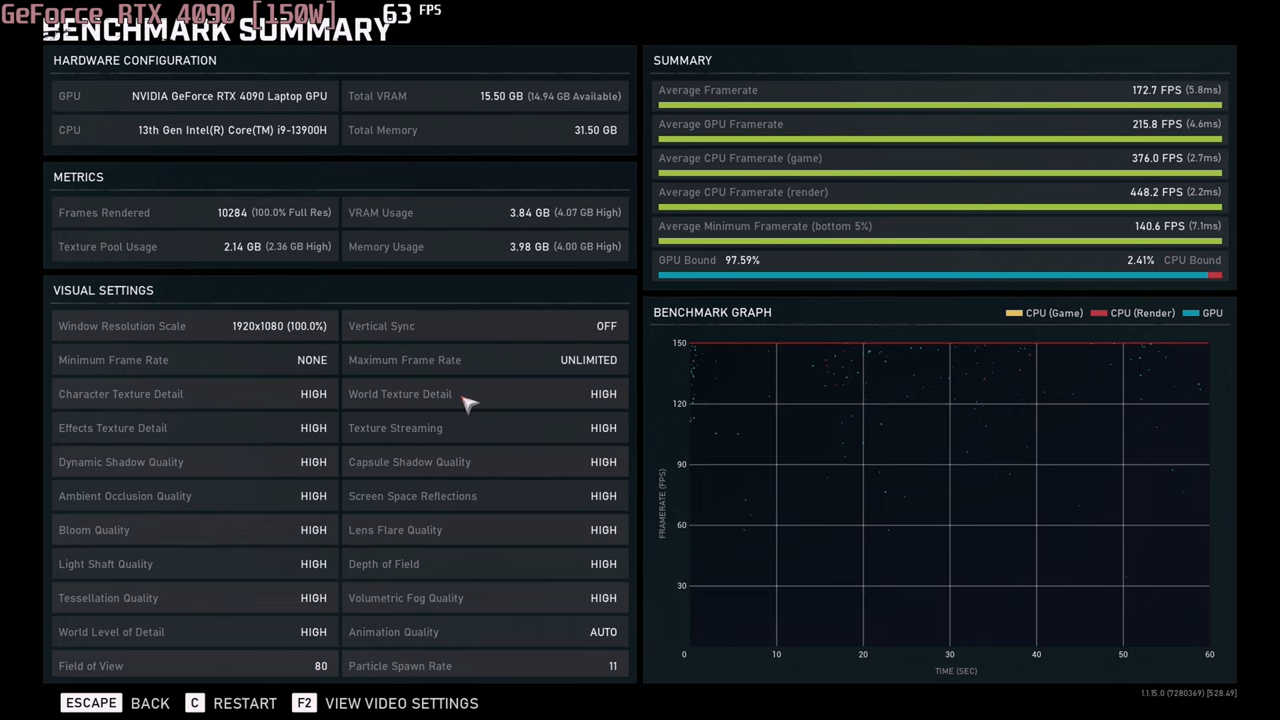 GeForce RTX 4090 [150W] 63 FPS
BENCHMARK SUMMARY
HARDWARE CONFIGURATION
GPU NVIDIA GeForce RTX 4090 Laptop GPU Total VRAM 15.50 GB (14.94 GB Available)
CPU 13th Gen Intel(R) Core(TM) i9-13900H Total Memory 31.50 GB
METRICS
Frames Rendered 10284 (100.0% Full Res) VRAM Usage 3.84 GB (4.07 GB High)
Texture Pool Usage 2.14 GB (2.36 GB High) Memory Usage 3.98 GB (4.00 GB High)
VISUAL SETTINGS
Window Resolution Scale 1920x1080 (100.0%) Vertical Sync OFF
Minimum Frame Rate NONE Maximum Frame Rate UNLIMITED
Character Texture Detail HIGH World Texture Detail HIGH
Effects Texture Detail HIGH Texture Streaming HIGH
Dynamic Shadow Quality HIGH Capsule Shadow Quality HIGH
Ambient Occlusion Quality HIGH Screen Space Reflections HIGH
Bloom Quality HIGH Lens Flare Quality HIGH
Light Shaft Quality HIGH Depth of Field HIGH
Tessellation Quality HIGH Volumetric Fog Quality HIGH
World Level of Detail HIGH Animation Quality AUTO
Field of View 80 Particle Spawn Rate 11
SUMMARY
Average Framerate 172.7 FPS (5.8ms)
Average GPU Framerate 215.8 FPS (4.6ms)
Average CPU Framerate (game) 376.0 FPS (2.7ms)
Average CPU Framerate (render) 448.2 FPS (2.2ms)
Average Minimum Framerate (bottom 5%) 140.6 FPS (7.1ms)
GPU Bound 97.59% 2.41% CPU Bound
BENCHMARK GRAPH CPU (Game) CPU (Render) GPU
150
120
90
60
30
FRAMERATE (FPS)
0 10 20 30 40 50 60
TIME (SEC)
ESCAPE BACK C RESTART F2 VIEW VIDEO SETTINGS
1.1.15.0 (7280369) [528.49]